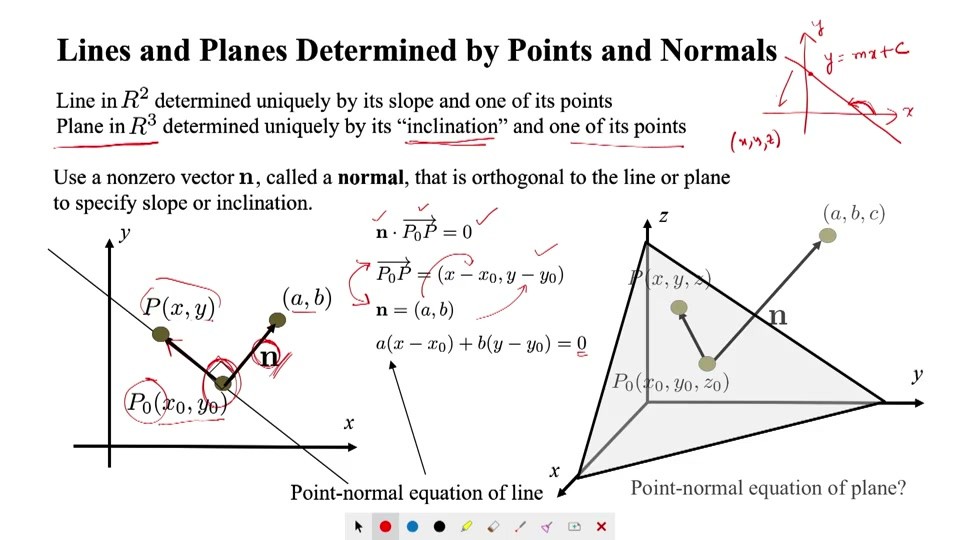 Lines and Planes Determined by Points and Normals
y
y = mx + c
x
(x, y, z)
Line in R² determined uniquely by its slope and one of its points
Plane in R³ determined uniquely by its “inclination” and one of its points
Use a nonzero vector n, called a normal, that is orthogonal to the line or plane
to specify slope or inclination.
y
P(x, y)
(a, b)
n
P₀(x₀, y₀)
x
n · P₀P = 0
P₀P = (x − x₀, y − y₀)
n = (a, b)
a(x − x₀) + b(y − y₀) = 0
Point-normal equation of line
z
(a, b, c)
P(x, y, z)
n
P₀(x₀, y₀, z₀)
y
x
Point-normal equation of plane?